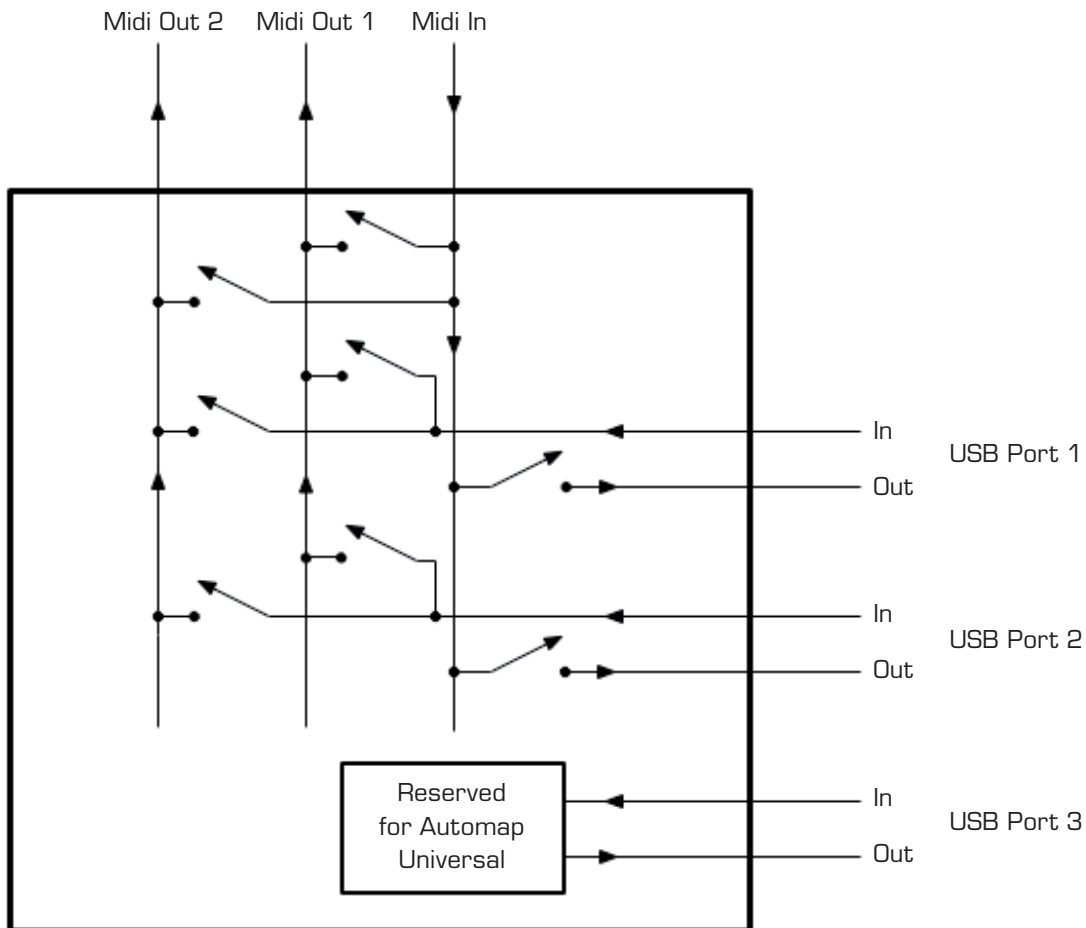 Midi Out 2
Midi Out 1
Midi In
In
USB Port 1
Out
In
USB Port 2
Out
Reserved
for Automap
Universal
In
USB Port 3
Out